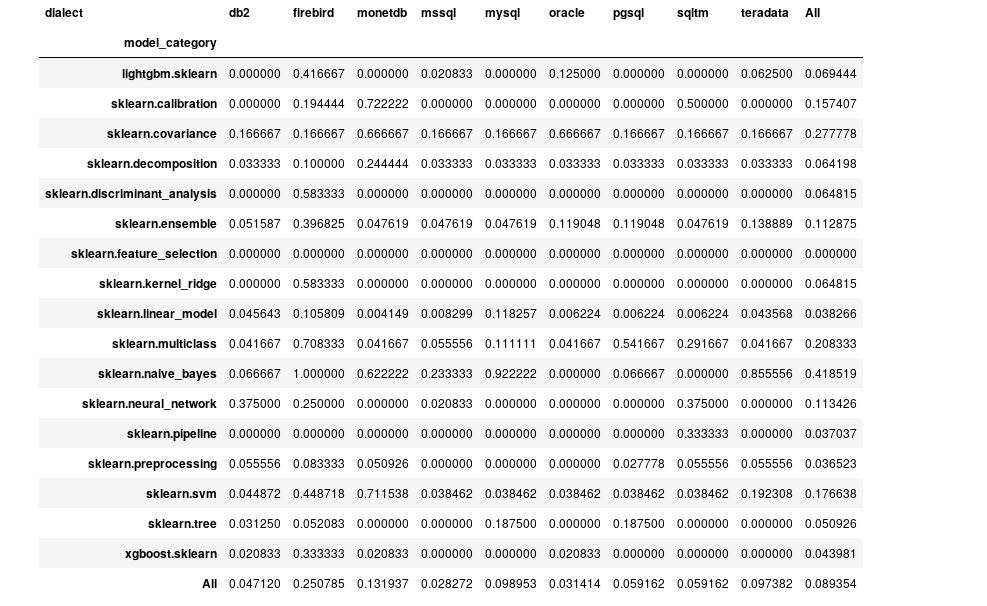 dialect db2 firebird monetdb mssql mysql oracle pgsql sqltm teradata All
model_category
lightgbm.sklearn 0.000000 0.416667 0.000000 0.020833 0.000000 0.125000 0.000000 0.000000 0.062500 0.069444
sklearn.calibration 0.000000 0.194444 0.722222 0.000000 0.000000 0.000000 0.000000 0.500000 0.000000 0.157407
sklearn.covariance 0.166667 0.166667 0.666667 0.166667 0.166667 0.666667 0.166667 0.166667 0.166667 0.277778
sklearn.decomposition 0.033333 0.100000 0.244444 0.033333 0.033333 0.033333 0.033333 0.033333 0.033333 0.064198
sklearn.discriminant_analysis 0.000000 0.583333 0.000000 0.000000 0.000000 0.000000 0.000000 0.000000 0.000000 0.064815
sklearn.ensemble 0.051587 0.396825 0.047619 0.047619 0.047619 0.119048 0.119048 0.047619 0.138889 0.112875
sklearn.feature_selection 0.000000 0.000000 0.000000 0.000000 0.000000 0.000000 0.000000 0.000000 0.000000 0.000000
sklearn.kernel_ridge 0.000000 0.583333 0.000000 0.000000 0.000000 0.000000 0.000000 0.000000 0.000000 0.064815
sklearn.linear_model 0.045643 0.105809 0.004149 0.008299 0.118257 0.006224 0.006224 0.006224 0.043568 0.038266
sklearn.multiclass 0.041667 0.708333 0.041667 0.055556 0.111111 0.041667 0.541667 0.291667 0.041667 0.208333
sklearn.naive_bayes 0.066667 1.000000 0.622222 0.233333 0.922222 0.000000 0.066667 0.000000 0.855556 0.418519
sklearn.neural_network 0.375000 0.250000 0.000000 0.020833 0.000000 0.000000 0.000000 0.375000 0.000000 0.113426
sklearn.pipeline 0.000000 0.000000 0.000000 0.000000 0.000000 0.000000 0.000000 0.333333 0.000000 0.037037
sklearn.preprocessing 0.055556 0.083333 0.050926 0.000000 0.000000 0.000000 0.027778 0.055556 0.055556 0.036523
sklearn.svm 0.044872 0.448718 0.711538 0.038462 0.038462 0.038462 0.038462 0.038462 0.192308 0.176638
sklearn.tree 0.031250 0.052083 0.000000 0.000000 0.187500 0.000000 0.187500 0.000000 0.000000 0.050926
xgboost.sklearn 0.020833 0.333333 0.020833 0.000000 0.000000 0.020833 0.000000 0.000000 0.000000 0.043981
All 0.047120 0.250785 0.131937 0.028272 0.098953 0.031414 0.059162 0.059162 0.097382 0.089354